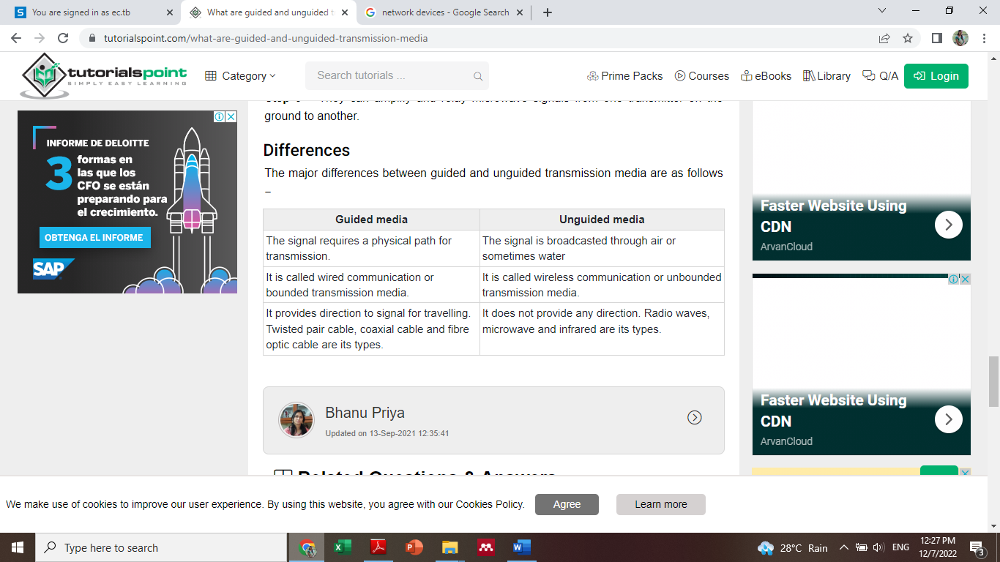 You are signed in as ec.tb
What are guided and unguided t
network devices - Google Search
tutorialspoint.com/what-are-guided-and-unguided-transmission-media
tutorialspoint
SIMPLY EASY LEARNING
Category
Search tutorials ...
Prime Packs
Courses
eBooks
Library
Q/A
Login
They can amplify and relay microwave signals from one transmitter on the
ground to another.
INFORME DE DELOITTE
3 formas en
las que los
CFO se están
preparando para
el crecimiento.
OBTENGA EL INFORME
SAP
Differences
The major differences between guided and unguided transmission media are as follows
–
Guided media
Unguided media
The signal requires a physical path for
transmission.
The signal is broadcasted through air or
sometimes water
It is called wired communication or
bounded transmission media.
It is called wireless communication or unbounded
transmission media.
It provides direction to signal for travelling.
Twisted pair cable, coaxial cable and fibre
optic cable are its types.
It does not provide any direction. Radio waves,
microwave and infrared are its types.
Bhanu Priya
Updated on 13-Sep-2021 12:35:41
Related Questions & Answers
Faster Website Using
CDN
ArvanCloud
Faster Website Using
CDN
ArvanCloud
We make use of cookies to improve our user experience. By using this website, you agree with our Cookies Policy.
Agree
Learn more
Type here to search
28°C Rain
ENG
12:27 PM
12/7/2022
3